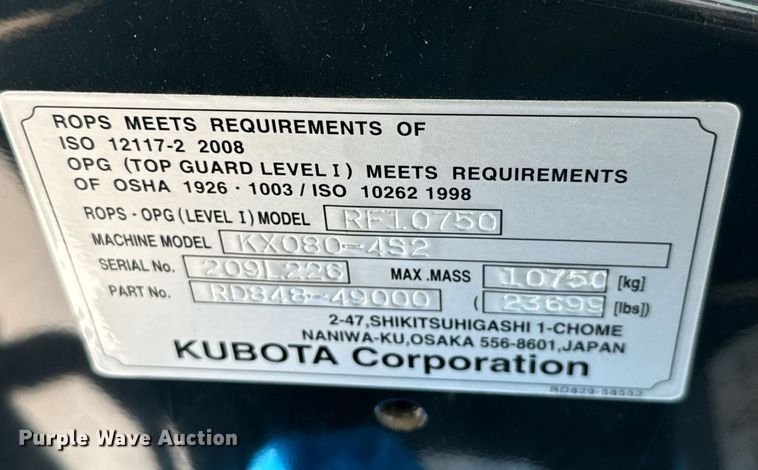 ROPS MEETS REQUIREMENTS OF
ISO 12117-2 2008
OPG (TOP GUARD LEVEL I) MEETS REQUIREMENTS
OF OSHA 1926 · 1003 / ISO 10262 1998
ROPS - OPG (LEVEL I) MODEL RF10750
MACHINE MODEL KX080-4S2
SERIAL No. 209L226 MAX .MASS 10750 [kg]
PART No. RD848-49000 ( 23699 [lbs])
2-47,SHIKITSUHIGASHI 1-CHOME
NANIWA-KU,OSAKA 556-8601,JAPAN
KUBOTA Corporation
Purple Wave Auction